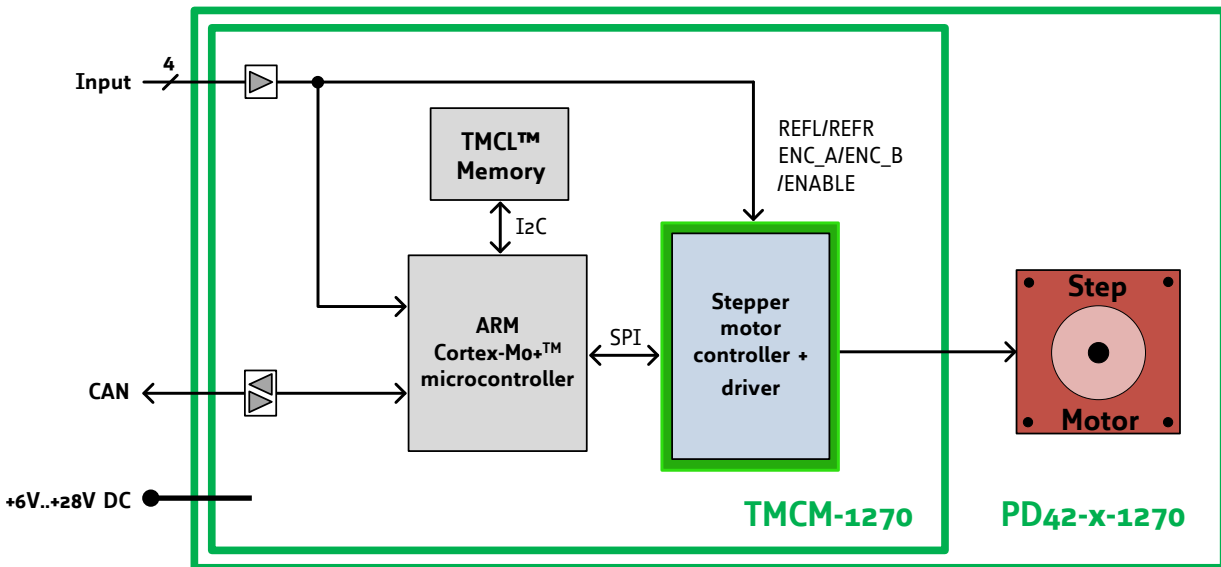 4
Input
REFL/REFR
ENC_A/ENC_B
/ENABLE
TMCL™
Memory
I2C
ARM
Cortex-M0+™
microcontroller
SPI
Stepper
motor
controller +
driver
Step
Motor
CAN
+6V..+28V DC
TMCM-1270
PD42-x-1270